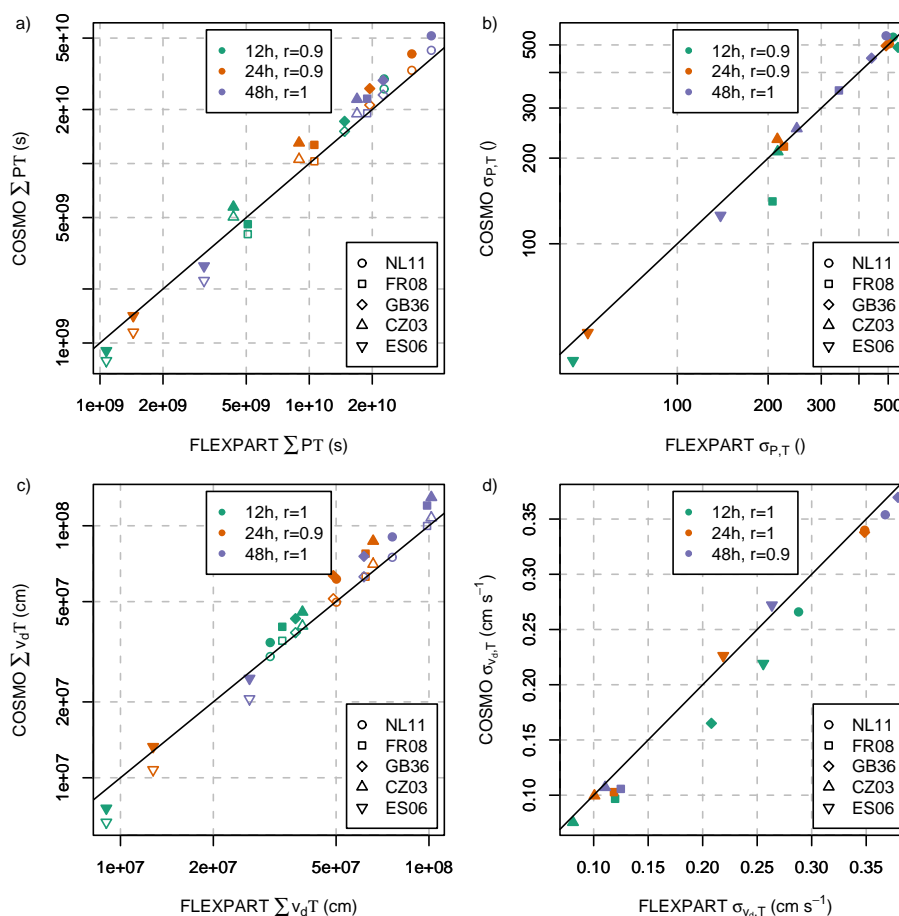 a)
COSMO ∑ PT (s)
5e+10
2e+10
5e+09
1e+09
12h, r=0.9
24h, r=0.9
48h, r=1
NL11
FR08
GB36
CZ03
ES06
1e+09 2e+09 5e+09 1e+10 2e+10
FLEXPART ∑ PT (s)
b)
COSMO σP,T ()
500
300
200
100
12h, r=0.9
24h, r=0.9
48h, r=1
NL11
FR08
GB36
CZ03
ES06
100 200 300 500
FLEXPART σP,T ()
c)
COSMO ∑ vdT (cm)
1e+08
5e+07
2e+07
1e+07
12h, r=1
24h, r=0.9
48h, r=1
NL11
FR08
GB36
CZ03
ES06
1e+07 2e+07 5e+07 1e+08
FLEXPART ∑ vdT (cm)
d)
COSMO σvd,T (cm s⁻¹)
0.35
0.30
0.25
0.20
0.15
0.10
12h, r=1
24h, r=1
48h, r=0.9
NL11
FR08
GB36
CZ03
ES06
0.10 0.15 0.20 0.25 0.30 0.35
FLEXPART σvd,T (cm s⁻¹)